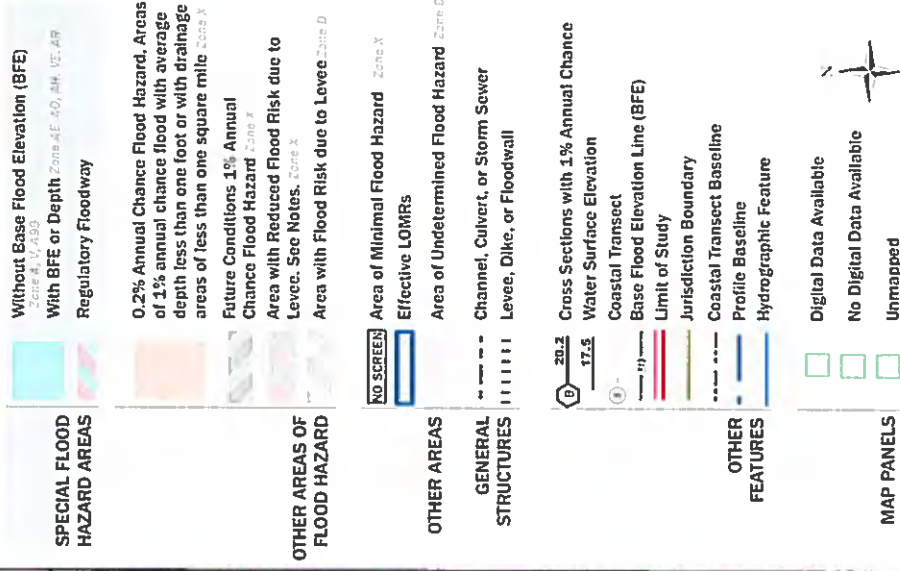 SPECIAL FLOOD
HAZARD AREAS
Without Base Flood Elevation (BFE)
Zone A, V, A99
With BFE or Depth Zone AE, AO, AH, VE, AR
Regulatory Floodway
OTHER AREAS OF
FLOOD HAZARD
0.2% Annual Chance Flood Hazard, Areas
of 1% annual chance flood with average
depth less than one foot or with drainage
areas of less than one square mile Zone X
Future Conditions 1% Annual
Chance Flood Hazard Zone X
Area with Reduced Flood Risk due to
Levee. See Notes. Zone X
Area with Flood Risk due to Levee Zone D
OTHER AREAS
NO SCREEN Area of Minimal Flood Hazard Zone X
Effective LOMRs
Area of Undetermined Flood Hazard Zone D
GENERAL
STRUCTURES
Channel, Culvert, or Storm Sewer
Levee, Dike, or Floodwall
OTHER
FEATURES
B 20.2 Cross Sections with 1% Annual Chance
17.5 Water Surface Elevation
8 Coastal Transect
Base Flood Elevation Line (BFE)
Limit of Study
Jurisdiction Boundary
Coastal Transect Baseline
Profile Baseline
Hydrographic Feature
MAP PANELS
Digital Data Available
No Digital Data Available
Unmapped
N